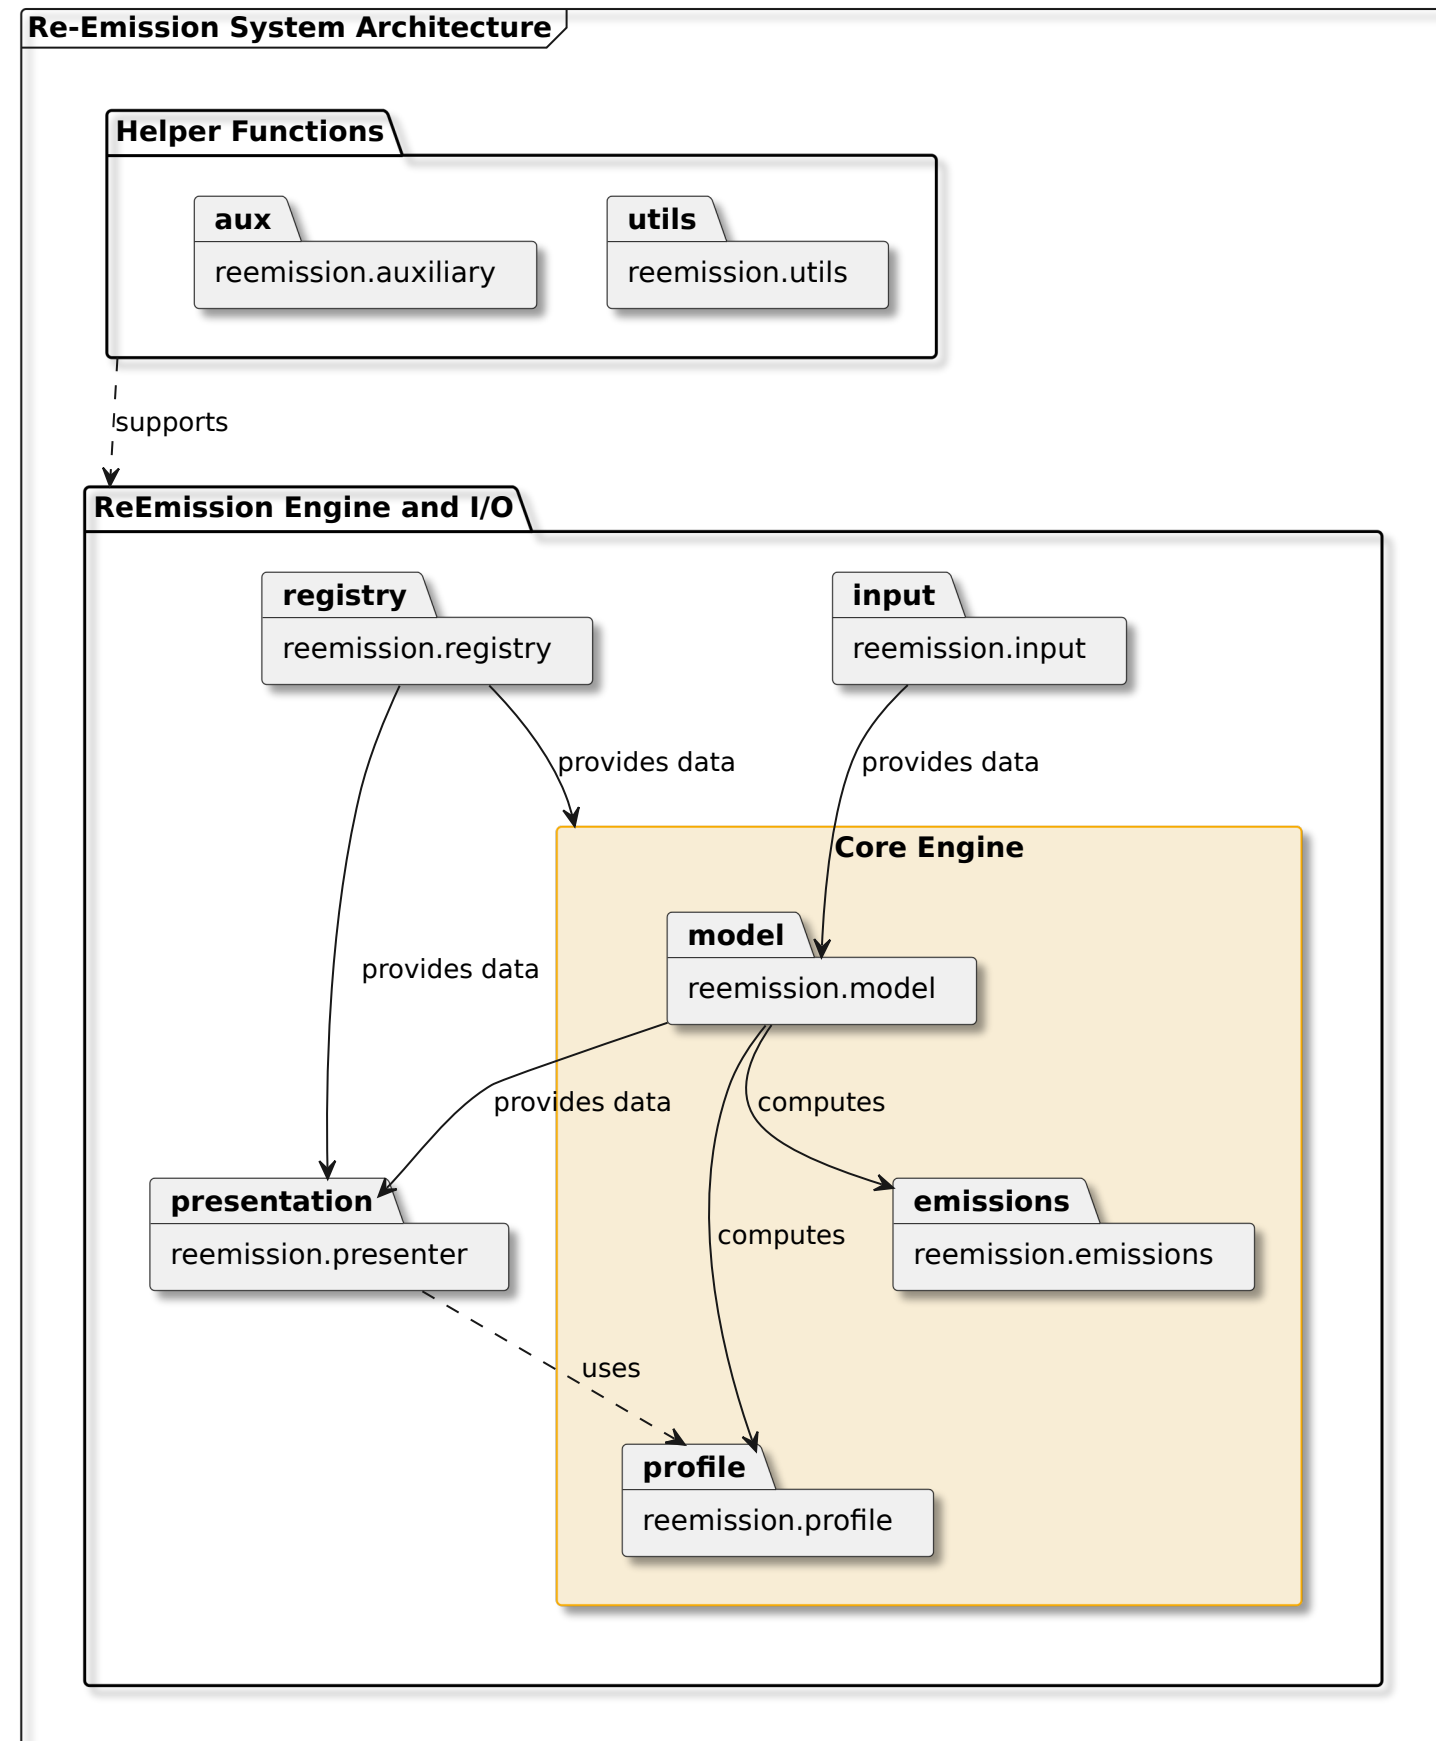 Re-Emission System Architecture
Helper Functions
aux
reemission.auxiliary
utils
reemission.utils
supports
ReEmission Engine and I/O
registry
reemission.registry
input
reemission.input
provides data
provides data
Core Engine
model
reemission.model
provides data
provides data
computes
presentation
reemission.presenter
emissions
reemission.emissions
computes
uses
profile
reemission.profile